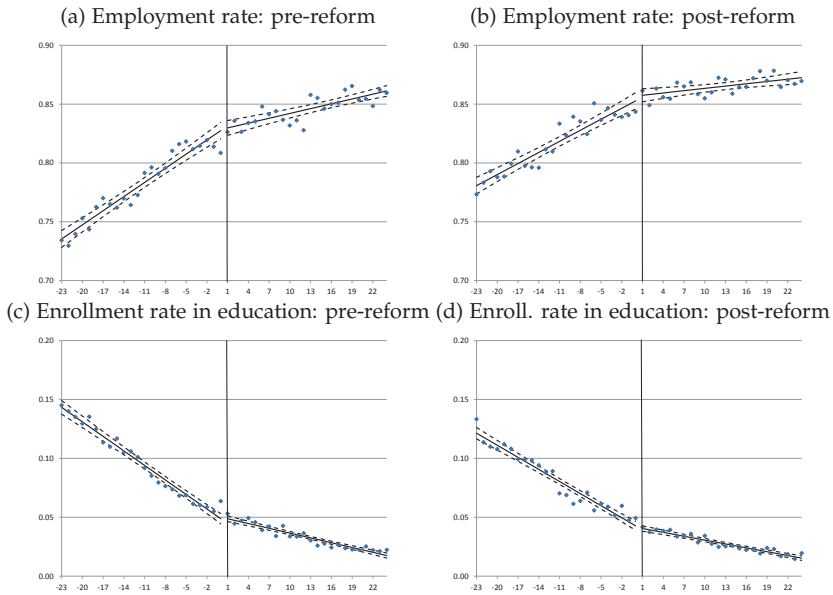 (a) Employment rate: pre-reform
(b) Employment rate: post-reform
0.90
0.85
0.80
0.75
0.70
-23 -20 -17 -14 -11 -8 -5 -2 1 4 7 10 13 16 19 22
0.90
0.85
0.80
0.75
0.70
-23 -20 -17 -14 -11 -8 -5 -2 1 4 7 10 13 16 19 22
(c) Enrollment rate in education: pre-reform
(d) Enroll. rate in education: post-reform
0.20
0.15
0.10
0.05
0.00
-23 -20 -17 -14 -11 -8 -5 -2 1 4 7 10 13 16 19 22
0.20
0.15
0.10
0.05
0.00
-23 -20 -17 -14 -11 -8 -5 -2 1 4 7 10 13 16 19 22